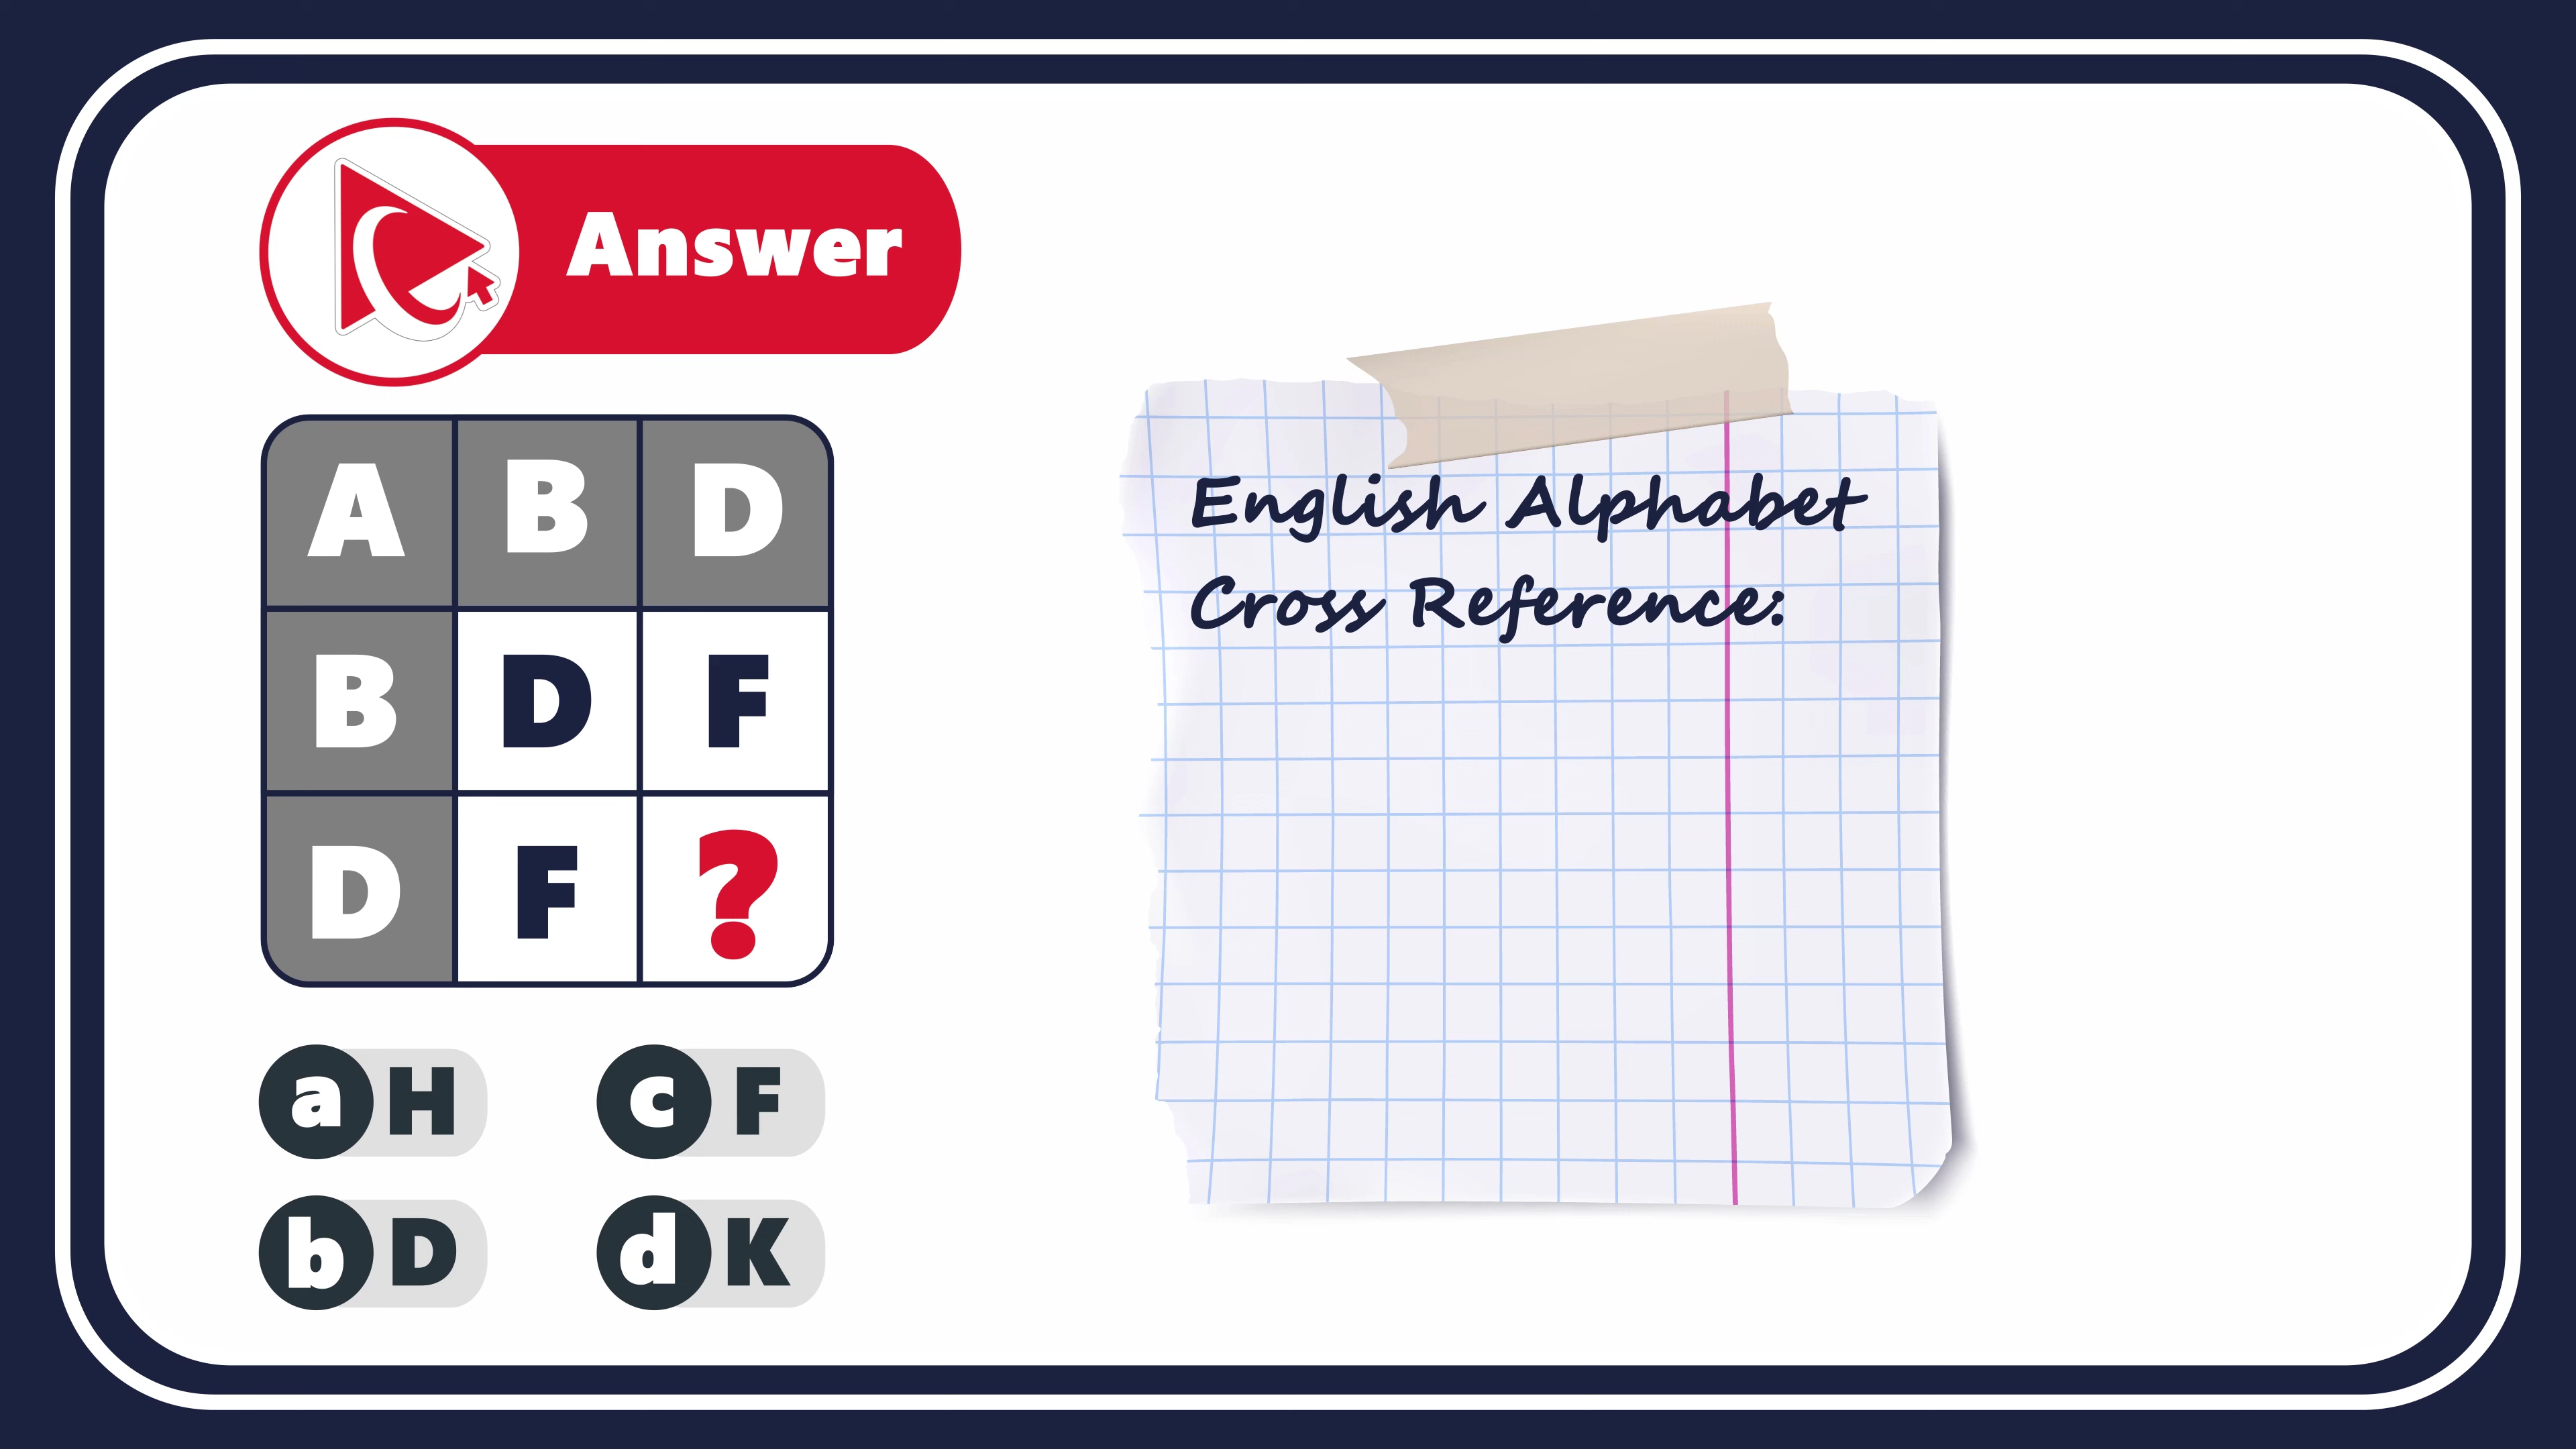 Answer
A B D
B D F
D F ?
a H
c F
b D
d K
English Alphabet
Cross Reference: